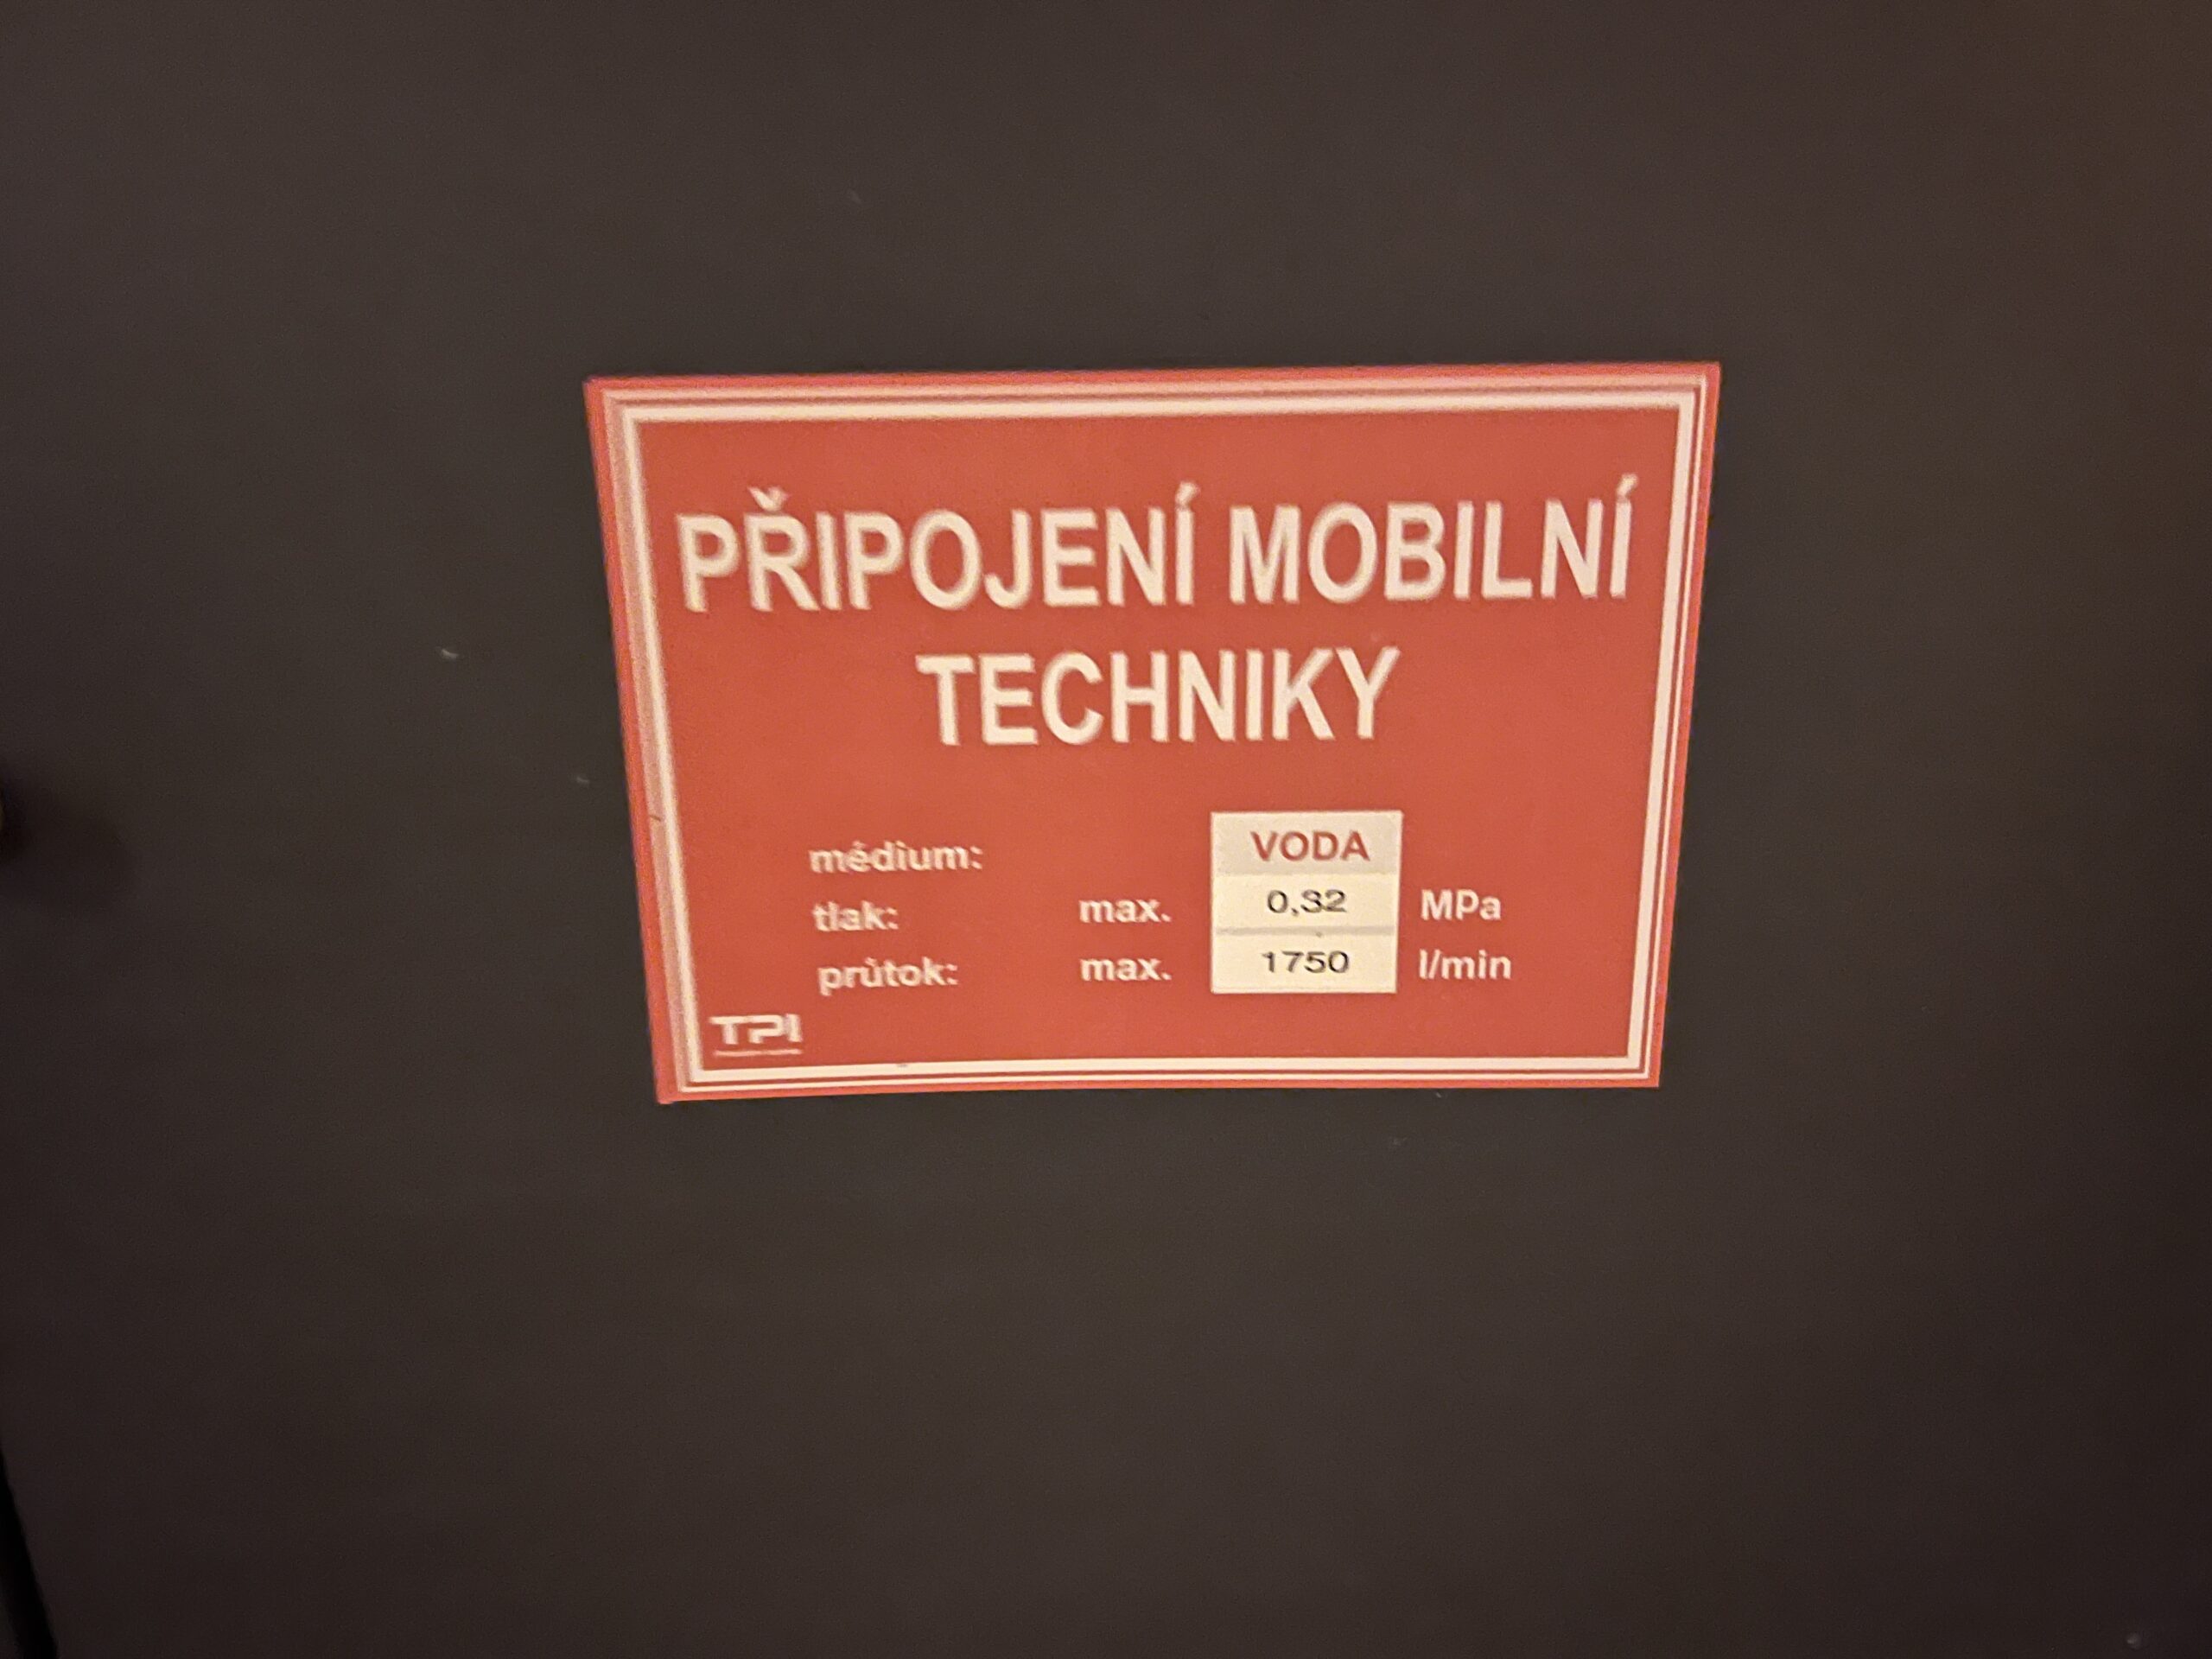 PŘIPOJENÍ MOBILNÍ
TECHNIKY
médium: VODA
tlak: max. 0,32 MPa
průtok: max. 1750 l/min
TPI